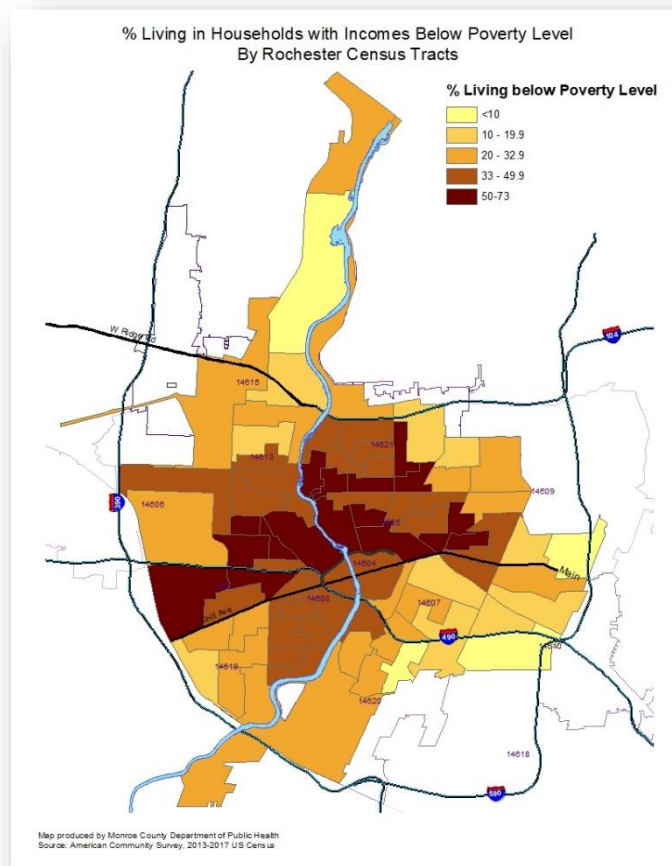 % Living in Households with Incomes Below Poverty Level
By Rochester Census Tracts
% Living below Poverty Level
<10
10 - 19.9
20 - 32.9
33 - 49.9
50-73
W Ridge Rd
104
14615
14621
14613
14609
390
14606
14604
Main
14608
14607
Ave
490
14619
14620
14618
590
Map produced by Monroe County Department of Public Health
Source: American Community Survey, 2013-2017 US Census